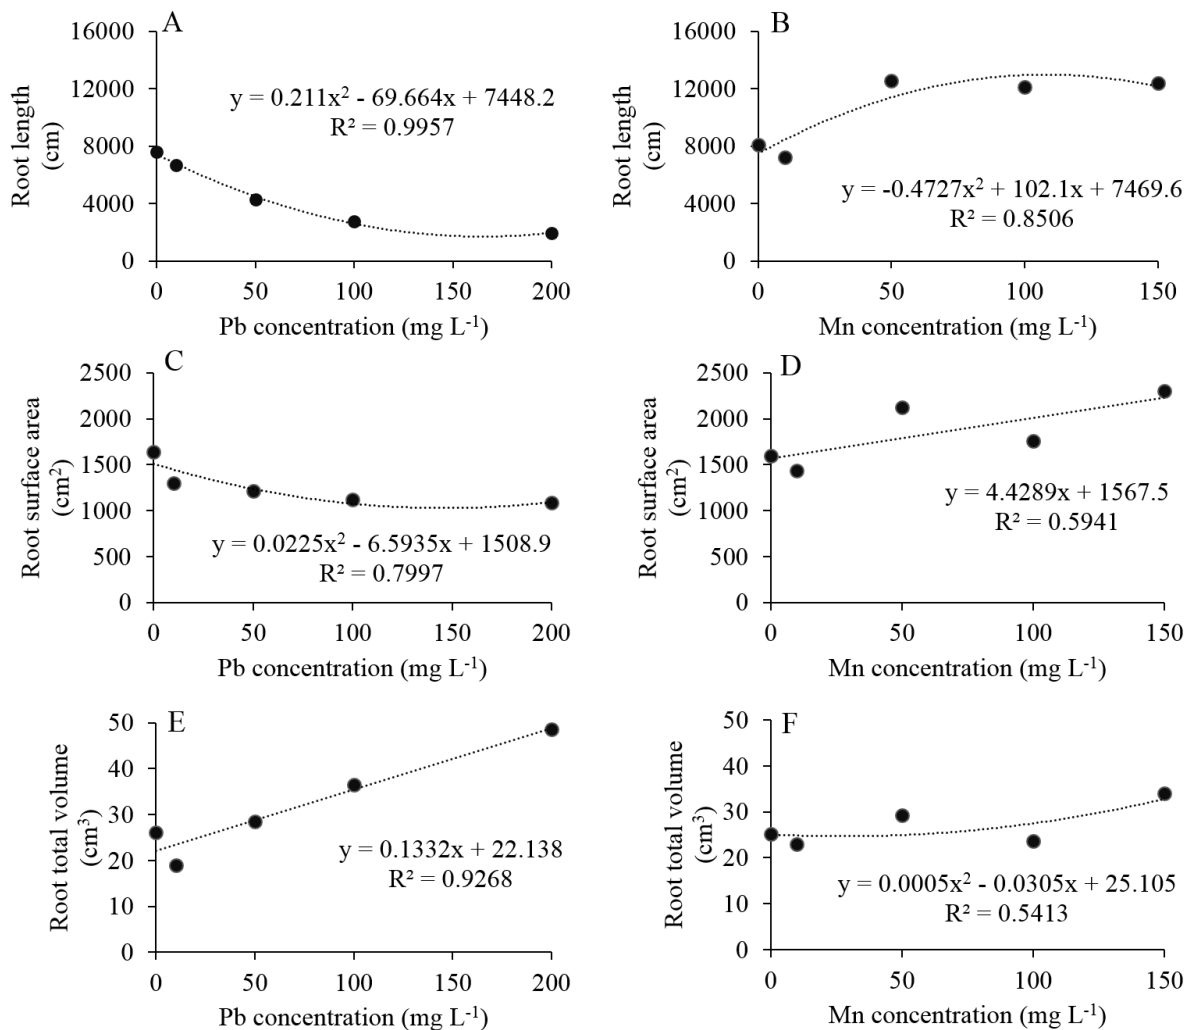 A
16000
12000
8000
4000
0
Root length
(cm)
y = 0.211x² - 69.664x + 7448.2
R² = 0.9957
0 50 100 150 200
Pb concentration (mg L⁻¹)
B
16000
12000
8000
4000
0
Root length
(cm)
y = -0.4727x² + 102.1x + 7469.6
R² = 0.8506
0 50 100 150
Mn concentration (mg L⁻¹)
C
2500
2000
1500
1000
500
0
Root surface area
(cm²)
y = 0.0225x² - 6.5935x + 1508.9
R² = 0.7997
0 50 100 150 200
Pb concentration (mg L⁻¹)
D
2500
2000
1500
1000
500
0
Root surface area
(cm²)
y = 4.4289x + 1567.5
R² = 0.5941
0 50 100 150
Mn concentration (mg L⁻¹)
E
50
40
30
20
10
0
Root total volume
(cm³)
y = 0.1332x + 22.138
R² = 0.9268
0 50 100 150 200
Pb concentration (mg L⁻¹)
F
50
40
30
20
10
0
Root total volume
(cm³)
y = 0.0005x² - 0.0305x + 25.105
R² = 0.5413
0 50 100 150
Mn concentration (mg L⁻¹)